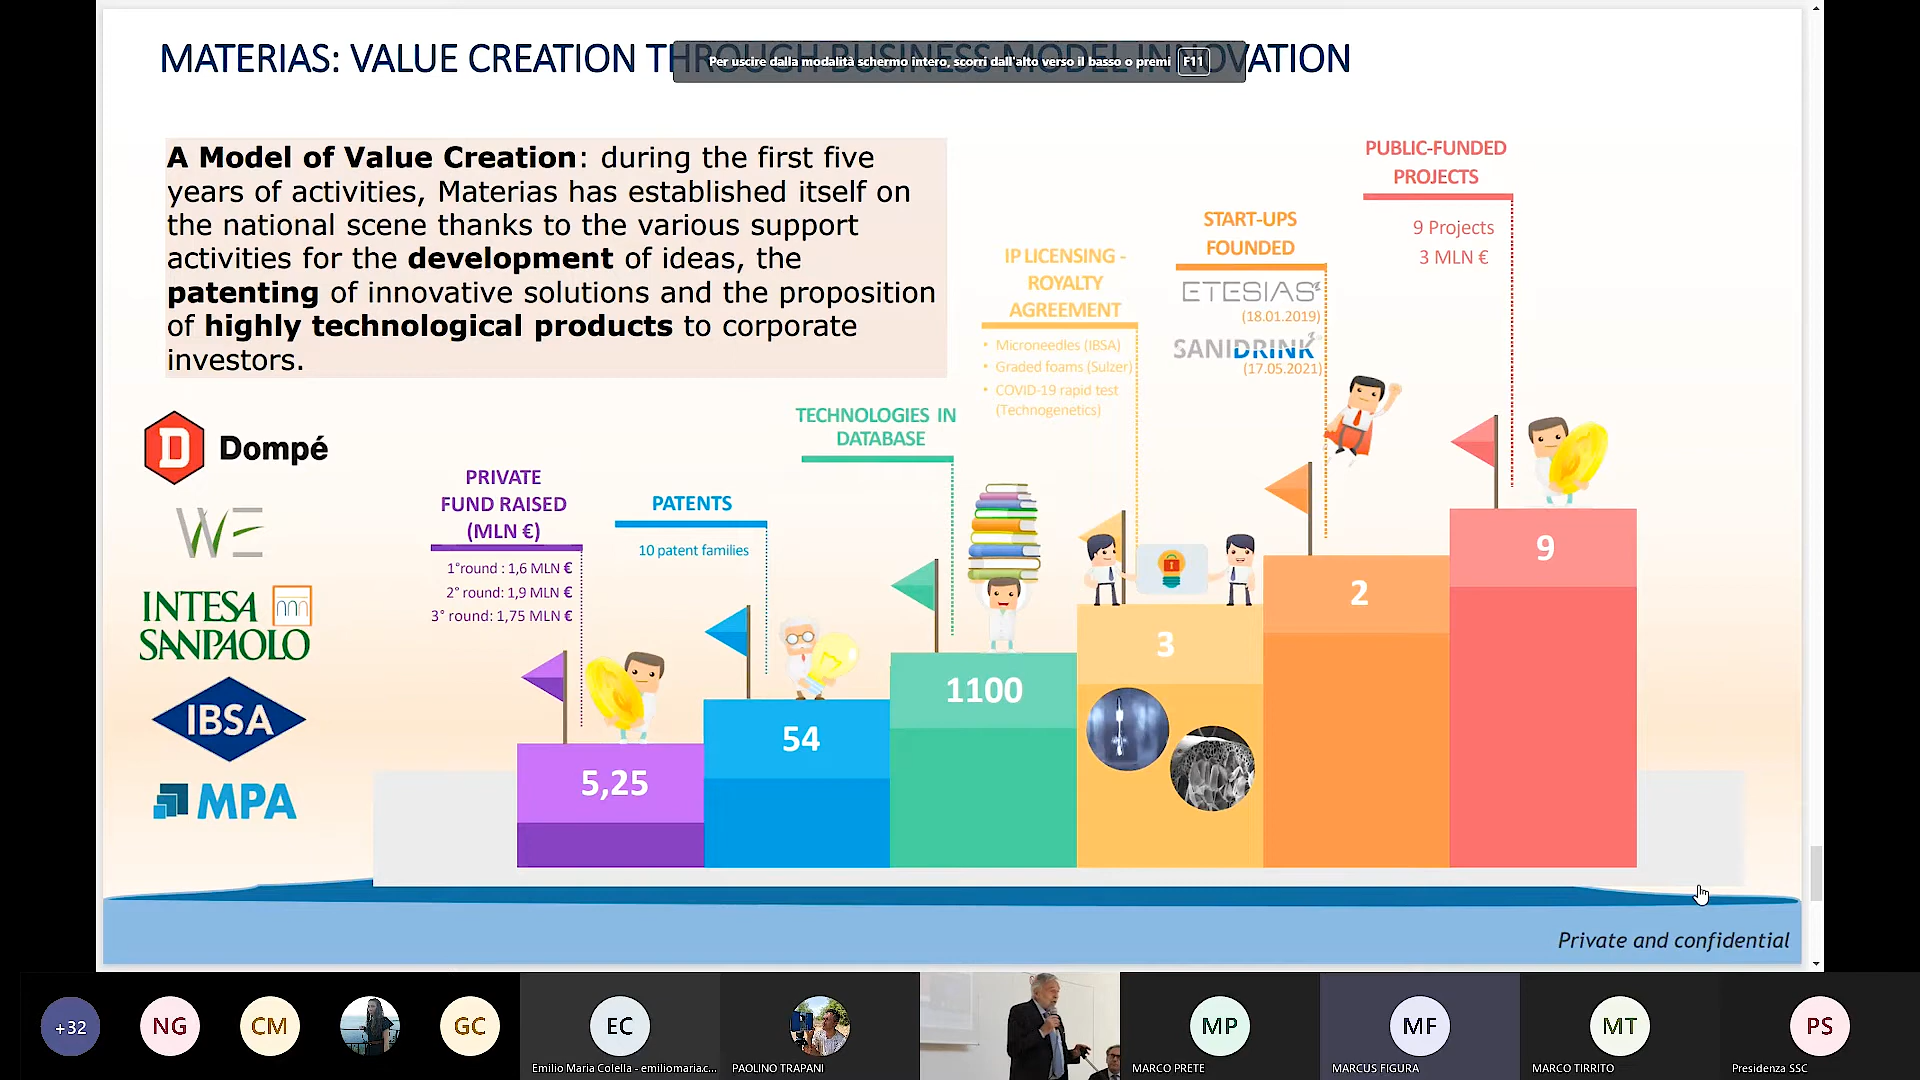 MATERIAS: VALUE CREATION THROUGH BUSINESS MODEL INNOVATION
Per uscire dalla modalità schermo intero, scorri dall'alto verso il basso o premi F11
A Model of Value Creation: during the first five
years of activities, Materias has established itself on
the national scene thanks to the various support
activities for the development of ideas, the
patenting of innovative solutions and the proposition
of highly technological products to corporate
investors.
D Dompé
WE
INTESA
SANPAOLO
IBSA
MPA
PRIVATE
FUND RAISED
(MLN €)
1°round : 1,6 MLN €
2° round: 1,9 MLN €
3° round: 1,75 MLN €
5,25
PATENTS
10 patent families
54
TECHNOLOGIES IN
DATABASE
1100
IP LICENSING -
ROYALTY
AGREEMENT
• Microneedles (IBSA)
• Graded foams (Sulzer)
• COVID-19 rapid test
(Technogenetics)
3
START-UPS
FOUNDED
ETESIAS
(18.01.2019)
SANIDRINK
(17.05.2021)
2
PUBLIC-FUNDED
PROJECTS
9 Projects
3 MLN €
9
Private and confidential
+32
NG
CM
GC
EC
Emilio Maria Colella - emiliomaria.c...
PAOLINO TRAPANI
MP
MARCO PRETE
MF
MARCUS FIGURA
MT
MARCO TIRRITO
PS
Presidenza SSC